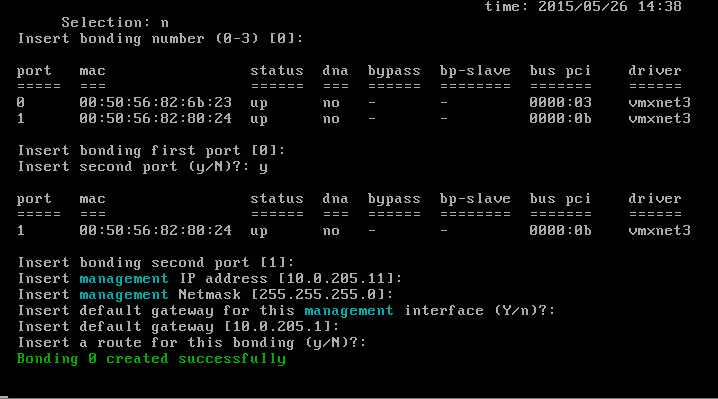 time: 2015/05/26 14:38
Selection: n
Insert bonding number (0-3) [0]:
port mac status dna bypass bp-slave bus pci driver
===== === ====== === ====== ======== ======= ======
0 00:50:56:82:6b:23 up no - - 0000:03 vmxnet3
1 00:50:56:82:80:24 up no - - 0000:0b vmxnet3
Insert bonding first port [0]:
Insert second port (y/N)?: y
port mac status dna bypass bp-slave bus pci driver
===== === ====== === ====== ======== ======= ======
1 00:50:56:82:80:24 up no - - 0000:0b vmxnet3
Insert bonding second port [1]:
Insert management IP address [10.0.205.11]:
Insert management Netmask [255.255.255.0]:
Insert default gateway for this management interface (Y/n)?:
Insert default gateway [10.0.205.1]:
Insert a route for this bonding (y/N)?:
Bonding 0 created successfully